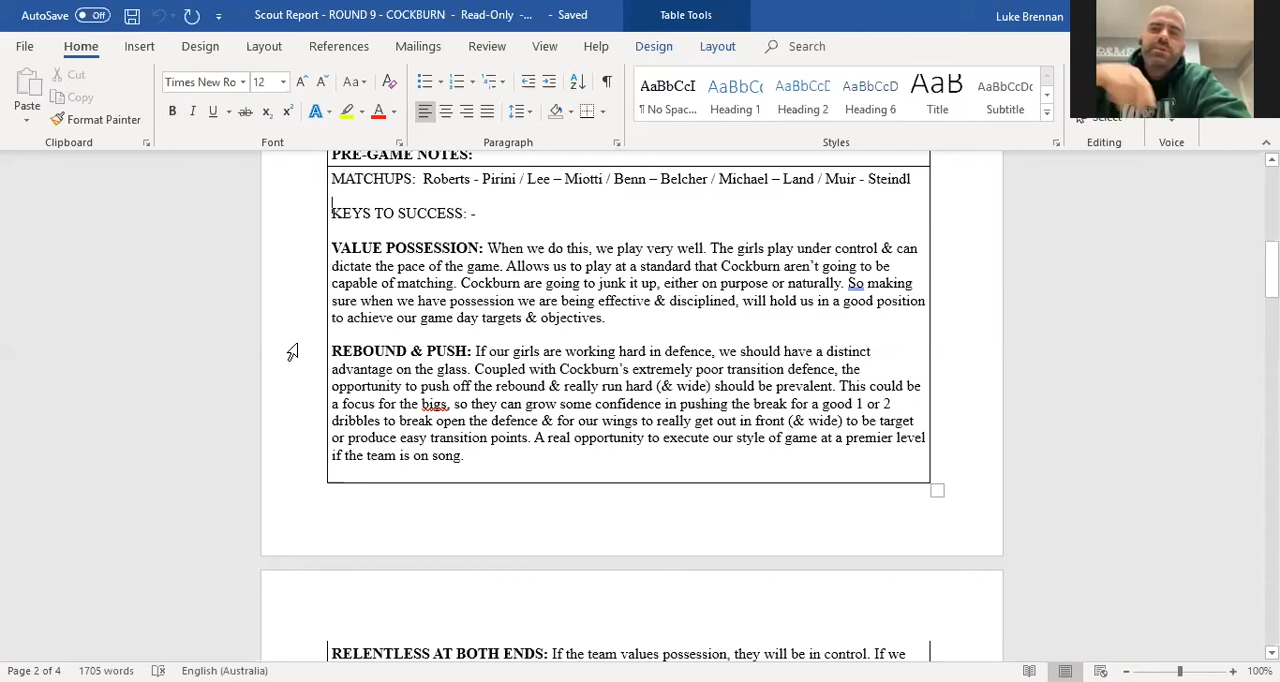 AutoSave Off Scout Report - ROUND 9 - COCKBURN - Read-Only -... - Saved Table Tools Luke Brennan
File Home Insert Design Layout References Mailings Review View Help Design Layout Search
Paste Cut Copy Format Painter
Times New Ro 12 Aa
B I U ab x₂ x² A A
AaBbCcI AaBbC AaBbCcD AaBbCcD AaB AaBbCcD
¶ No Spac... Heading 1 Heading 2 Heading 6 Title Subtitle
Select
Clipboard Font Paragraph Styles Editing Voice
PRE-GAME NOTES:
MATCHUPS: Roberts - Pirini / Lee – Miotti / Benn – Belcher / Michael – Land / Muir - Steindl
KEYS TO SUCCESS: -
VALUE POSSESSION: When we do this, we play very well. The girls play under control & can
dictate the pace of the game. Allows us to play at a standard that Cockburn aren’t going to be
capable of matching. Cockburn are going to junk it up, either on purpose or naturally. So making
sure when we have possession we are being effective & disciplined, will hold us in a good position
to achieve our game day targets & objectives.
REBOUND & PUSH: If our girls are working hard in defence, we should have a distinct
advantage on the glass. Coupled with Cockburn’s extremely poor transition defence, the
opportunity to push off the rebound & really run hard (& wide) should be prevalent. This could be
a focus for the bigs, so they can grow some confidence in pushing the break for a good 1 or 2
dribbles to break open the defence & for our wings to really get out in front (& wide) to be target
or produce easy transition points. A real opportunity to execute our style of game at a premier level
if the team is on song.
RELENTLESS AT BOTH ENDS: If the team values possession, they will be in control. If we
Page 2 of 4 1705 words English (Australia) 100%